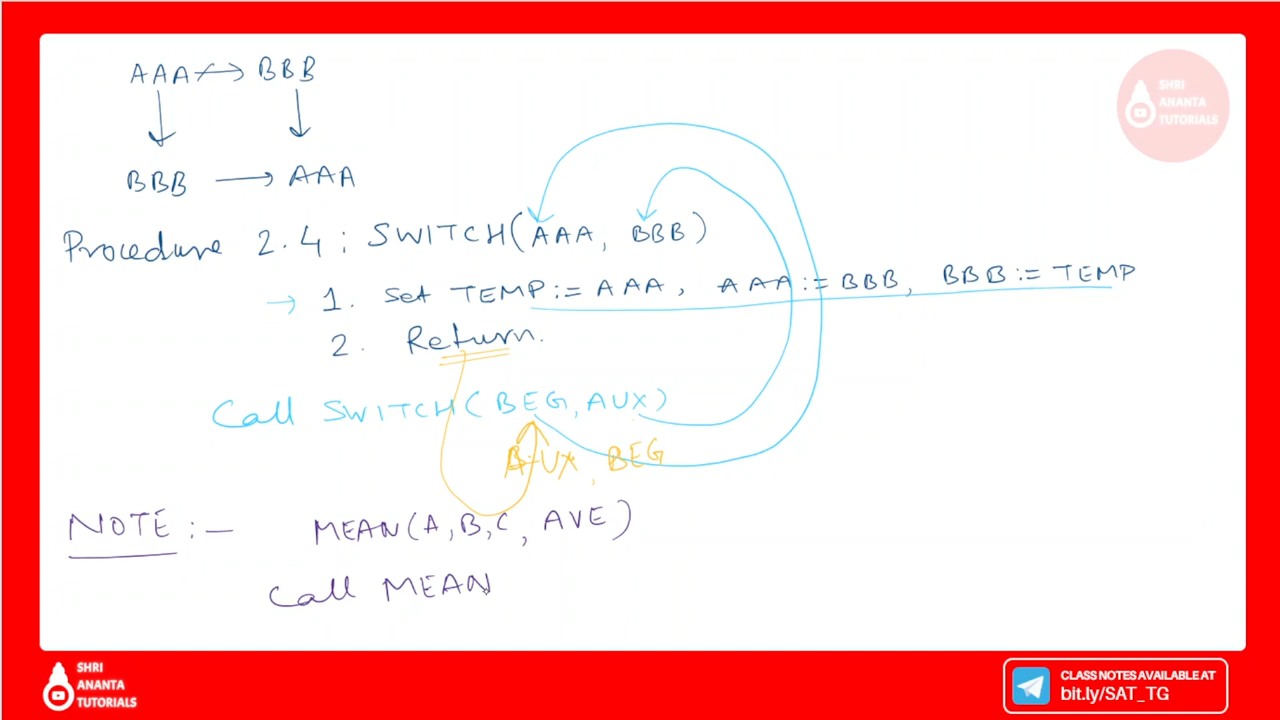 AAA ↔ BBB
BBB → AAA
Procedure 2.4 : SWITCH(AAA, BBB)
→ 1. Set TEMP := AAA, AAA := BBB, BBB := TEMP
2. Return.
Call SWITCH(BEG, AUX)
AUX, BEG
NOTE :- MEAN(A, B, C, AVE)
Call MEAN
SHRI
ANANTA
TUTORIALS
SHRI
ANANTA
TUTORIALS
CLASS NOTES AVAILABLE AT
bit.ly/SAT_TG